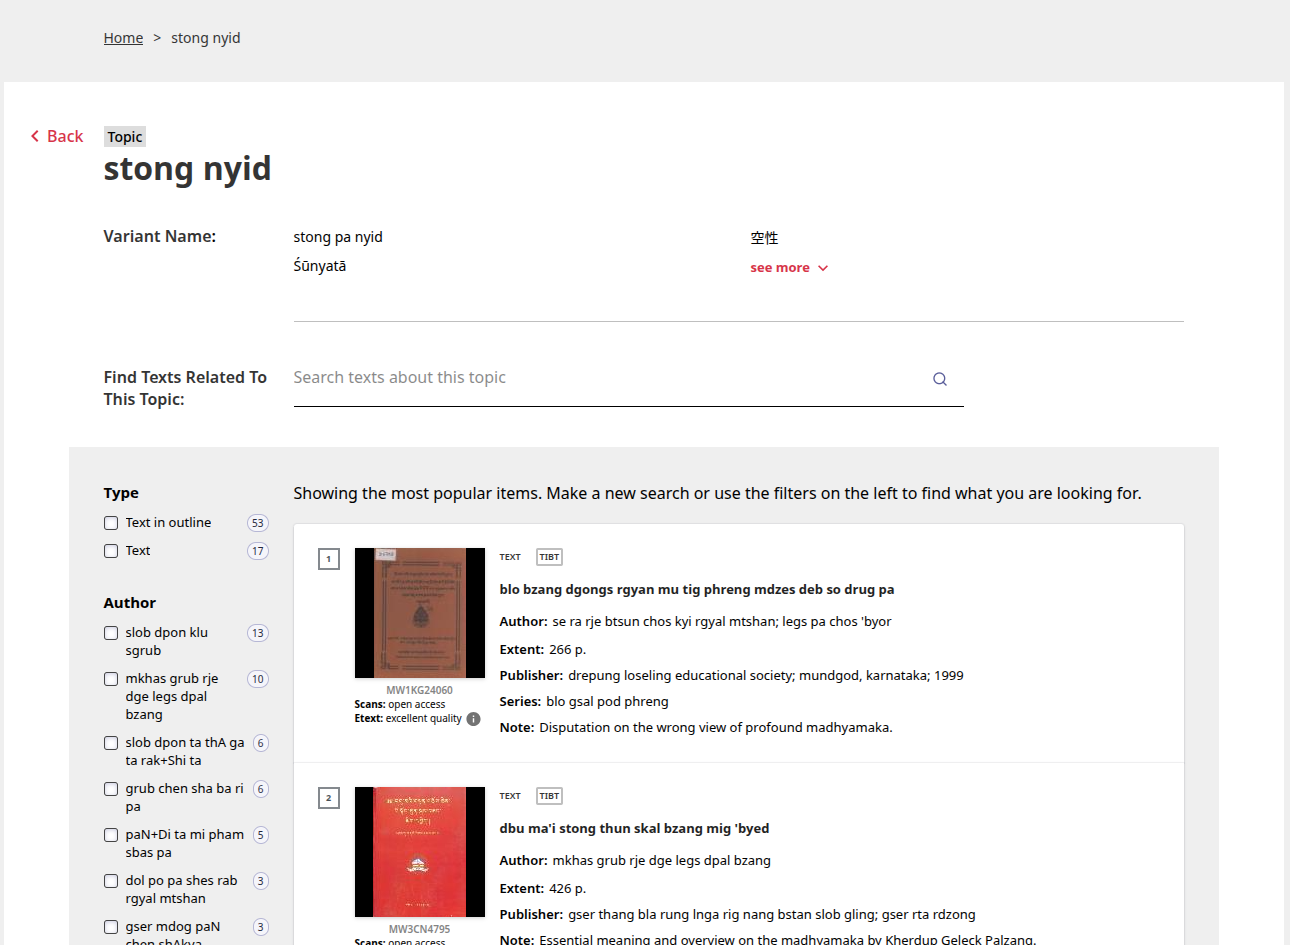 Home > stong nyid
Back
Topic
stong nyid
Variant Name:
stong pa nyid
空性
Śūnyatā
see more
Find Texts Related To
This Topic:
Search texts about this topic
Type
Text in outline 53
Text 17
Author
slob dpon klu
sgrub 13
mkhas grub rje
dge legs dpal
bzang 10
slob dpon ta thA ga
ta rak+Shi ta 6
grub chen sha ba ri
pa 6
paN+Di ta mi pham
sbas pa 5
dol po pa shes rab
rgyal mtshan 3
gser mdog paN
chen shAkya 3
Showing the most popular items. Make a new search or use the filters on the left to find what you are looking for.
1
MW1KG24060
Scans: open access
Etext: excellent quality
TEXT TIBT
blo bzang dgongs rgyan mu tig phreng mdzes deb so drug pa
Author: se ra rje btsun chos kyi rgyal mtshan; legs pa chos 'byor
Extent: 266 p.
Publisher: drepung loseling educational society; mundgod, karnataka; 1999
Series: blo gsal pod phreng
Note: Disputation on the wrong view of profound madhyamaka.
2
MW3CN4795
Scans: open access
TEXT TIBT
dbu ma'i stong thun skal bzang mig 'byed
Author: mkhas grub rje dge legs dpal bzang
Extent: 426 p.
Publisher: gser thang bla rung lnga rig nang bstan slob gling; gser rta rdzong
Note: Essential meaning and overview on the madhyamaka by Kherdup Geleck Palzang.